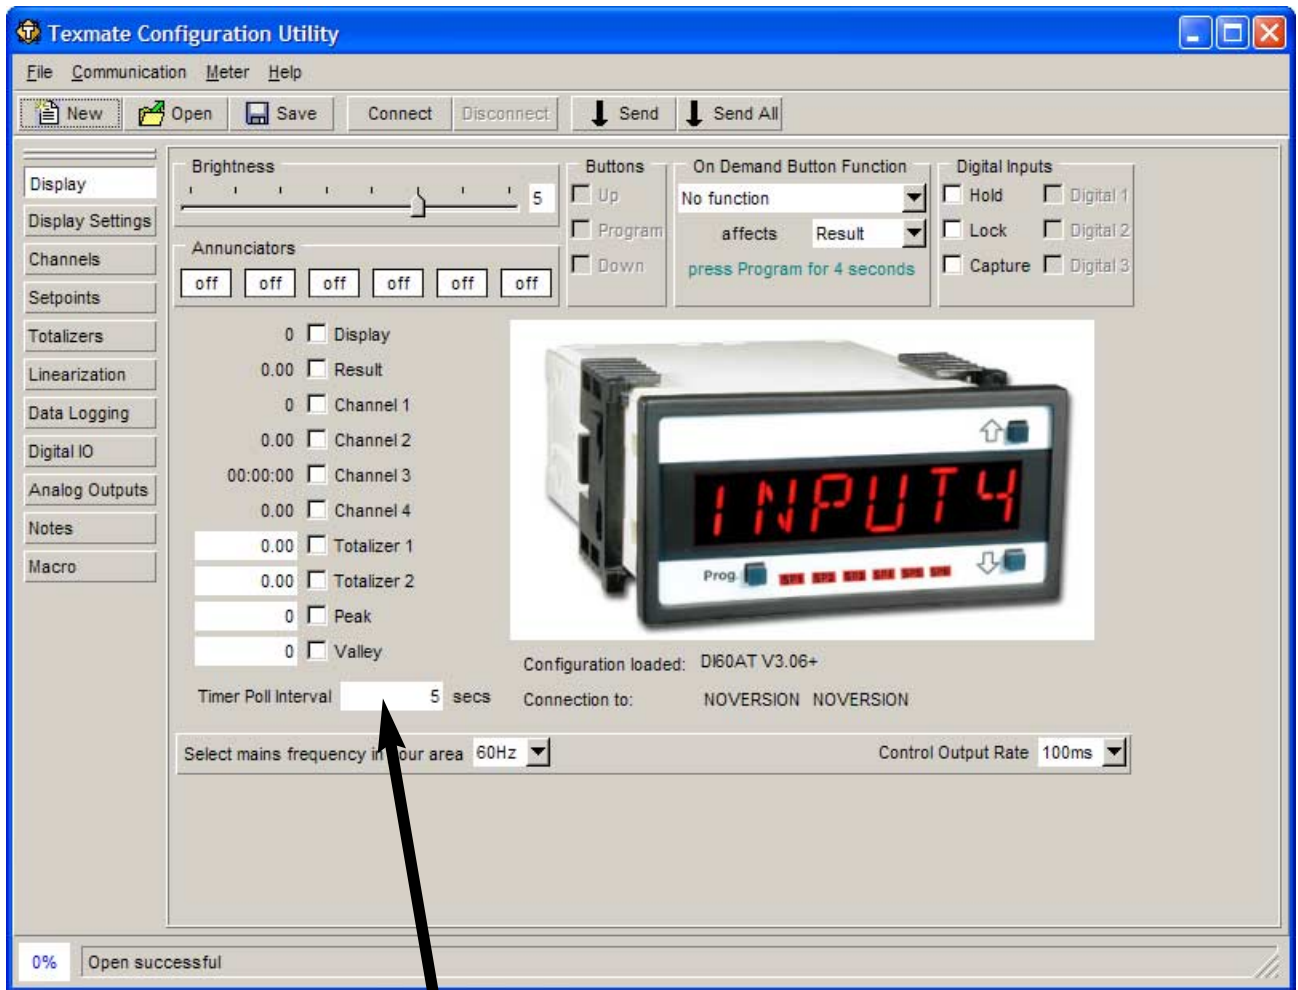 Texmate Configuration Utility
File Communication Meter Help
New Open Save Connect Disconnect Send Send All
Display
Display Settings
Channels
Setpoints
Totalizers
Linearization
Data Logging
Digital IO
Analog Outputs
Notes
Macro
Brightness
5
Annunciators
off off off off off off
Buttons
Up
Program
Down
On Demand Button Function
No function
affects Result
press Program for 4 seconds
Digital Inputs
Hold Digital 1
Lock Digital 2
Capture Digital 3
0 Display
0.00 Result
0 Channel 1
0.00 Channel 2
00:00:00 Channel 3
0.00 Channel 4
0.00 Totalizer 1
0.00 Totalizer 2
0 Peak
0 Valley
Timer Poll Interval 5 secs
INPUT4
Prog. SP1 SP2 SP3 SP4 SP5 SP6
Configuration loaded: DI60AT V3.06+
Connection to: NOVERSION NOVERSION
Select mains frequency in your area 60Hz
Control Output Rate 100ms
0% Open successful